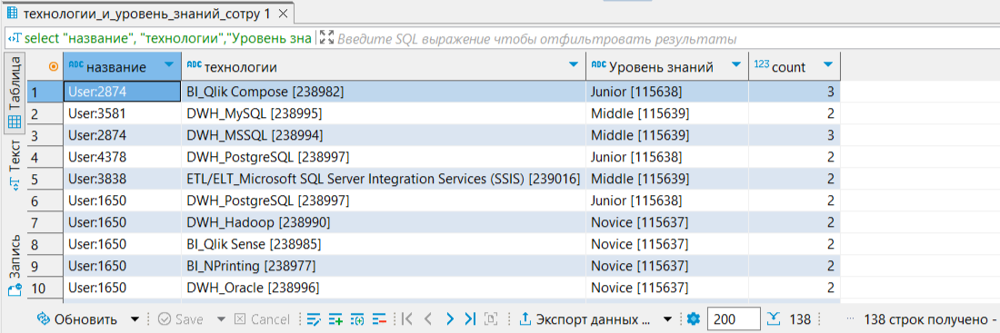 технологии_и_уровень_знаний_сотру 1
select "название", "технологии","Уровень зна Введите SQL выражение чтобы отфильтровать результаты
Таблица
Текст
Запись
ABC название ABC технологии ABC Уровень знаний 123 count
1 User:2874 BI_Qlik Compose [238982] Junior [115638] 3
2 User:3581 DWH_MySQL [238995] Middle [115639] 2
3 User:2874 DWH_MSSQL [238994] Middle [115639] 3
4 User:4378 DWH_PostgreSQL [238997] Junior [115638] 2
5 User:3838 ETL/ELT_Microsoft SQL Server Integration Services (SSIS) [239016] Middle [115639] 2
6 User:1650 DWH_PostgreSQL [238997] Junior [115638] 2
7 User:1650 DWH_Hadoop [238990] Novice [115637] 2
8 User:1650 BI_Qlik Sense [238985] Novice [115637] 2
9 User:1650 BI_NPrinting [238977] Novice [115637] 2
10 User:1650 DWH_Oracle [238996] Novice [115637] 2
Обновить Save Cancel Экспорт данных ... 200 138 ... 138 строк получено -